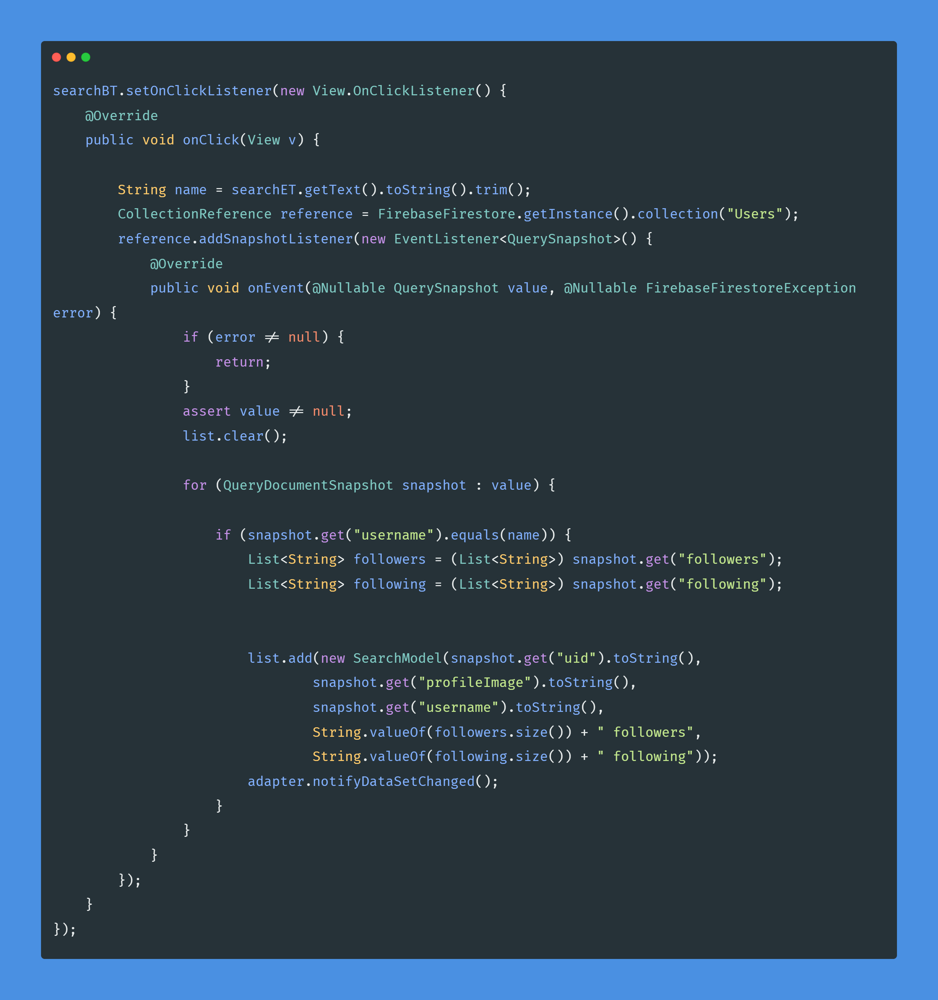 searchBT.setOnClickListener(new View.OnClickListener() {
    @Override
    public void onClick(View v) {

        String name = searchET.getText().toString().trim();
        CollectionReference reference = FirebaseFirestore.getInstance().collection("Users");
        reference.addSnapshotListener(new EventListener<QuerySnapshot>() {
            @Override
            public void onEvent(@Nullable QuerySnapshot value, @Nullable FirebaseFirestoreException
error) {
                if (error != null) {
                    return;
                }
                assert value != null;
                list.clear();

                for (QueryDocumentSnapshot snapshot : value) {

                    if (snapshot.get("username").equals(name)) {
                        List<String> followers = (List<String>) snapshot.get("followers");
                        List<String> following = (List<String>) snapshot.get("following");


                        list.add(new SearchModel(snapshot.get("uid").toString(),
                                snapshot.get("profileImage").toString(),
                                snapshot.get("username").toString(),
                                String.valueOf(followers.size()) + " followers",
                                String.valueOf(following.size()) + " following"));
                        adapter.notifyDataSetChanged();
                    }
                }
            }
        });
    }
});